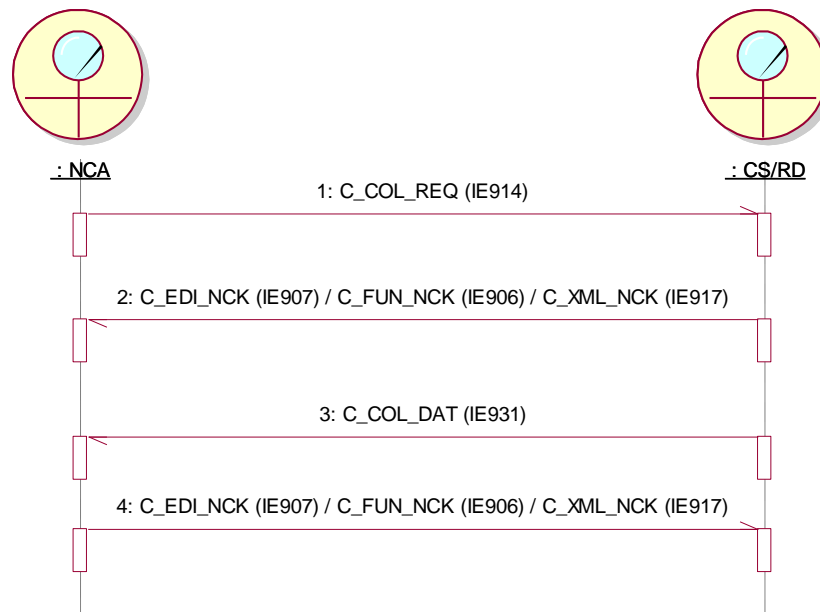 : NCA
: CS/RD
1: C_COL_REQ (IE914)
2: C_EDI_NCK (IE907) / C_FUN_NCK (IE906) / C_XML_NCK (IE917)
3: C_COL_DAT (IE931)
4: C_EDI_NCK (IE907) / C_FUN_NCK (IE906) / C_XML_NCK (IE917)